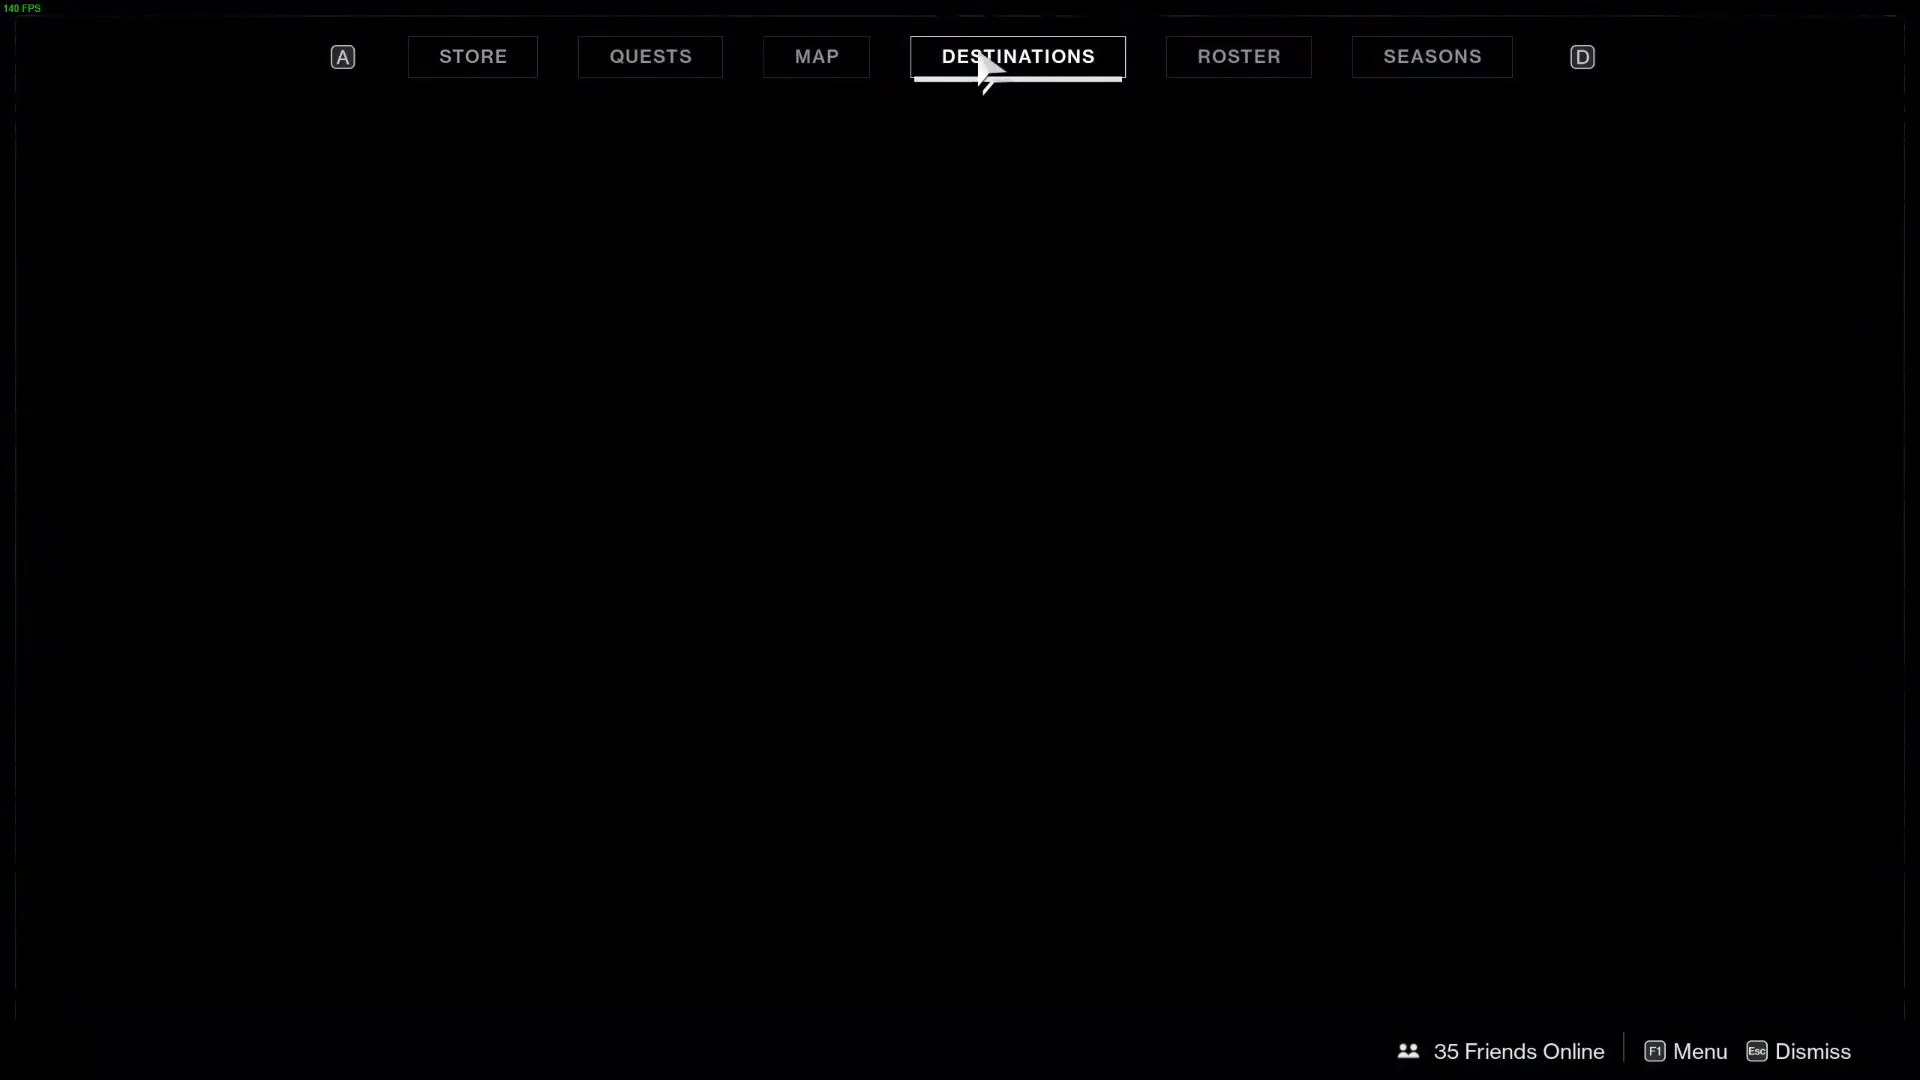 140 FPS
A STORE QUESTS MAP DESTINATIONS ROSTER SEASONS D
35 Friends Online F1 Menu Esc Dismiss